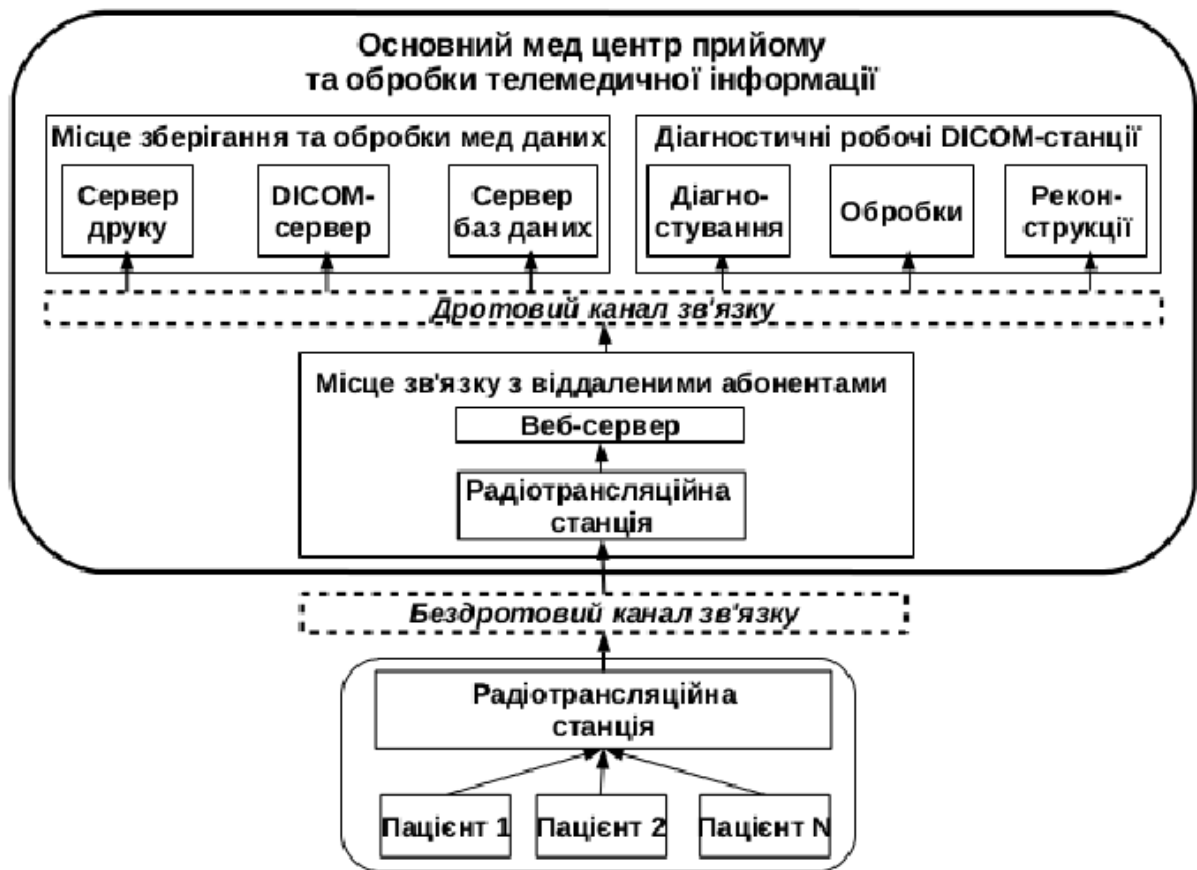 Основний мед центр прийому
та обробки телемедичної інформації
Місце зберігання та обробки мед даних
Сервер
друку
DICOM-
сервер
Сервер
баз даних
Діагностичні робочі DICOM-станції
Діагно-
стування
Обробки
Рекон-
струкції
Дротовий канал зв'язку
Місце зв'язку з віддаленими абонентами
Веб-сервер
Радіотрансляційна
станція
Бездротовий канал зв'язку
Радіотрансляційна
станція
Пацієнт 1
Пацієнт 2
Пацієнт N